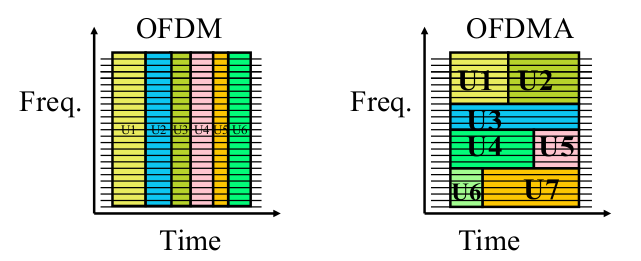 OFDM
Freq.
U1 U2 U3 U4 U5 U6
Time
OFDMA
Freq.
U1 U2
U3
U4 U5
U6 U7
Time